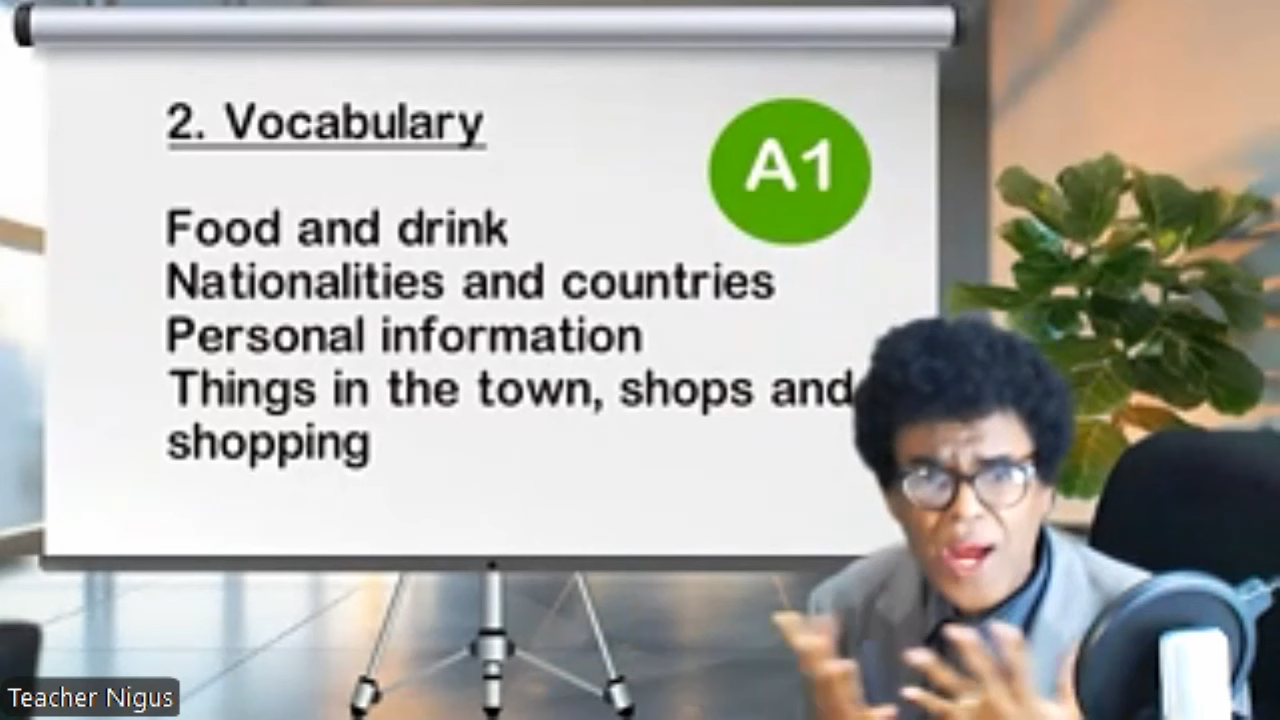 2. Vocabulary
A1
Food and drink
Nationalities and countries
Personal information
Things in the town, shops and
shopping
Teacher Nigus